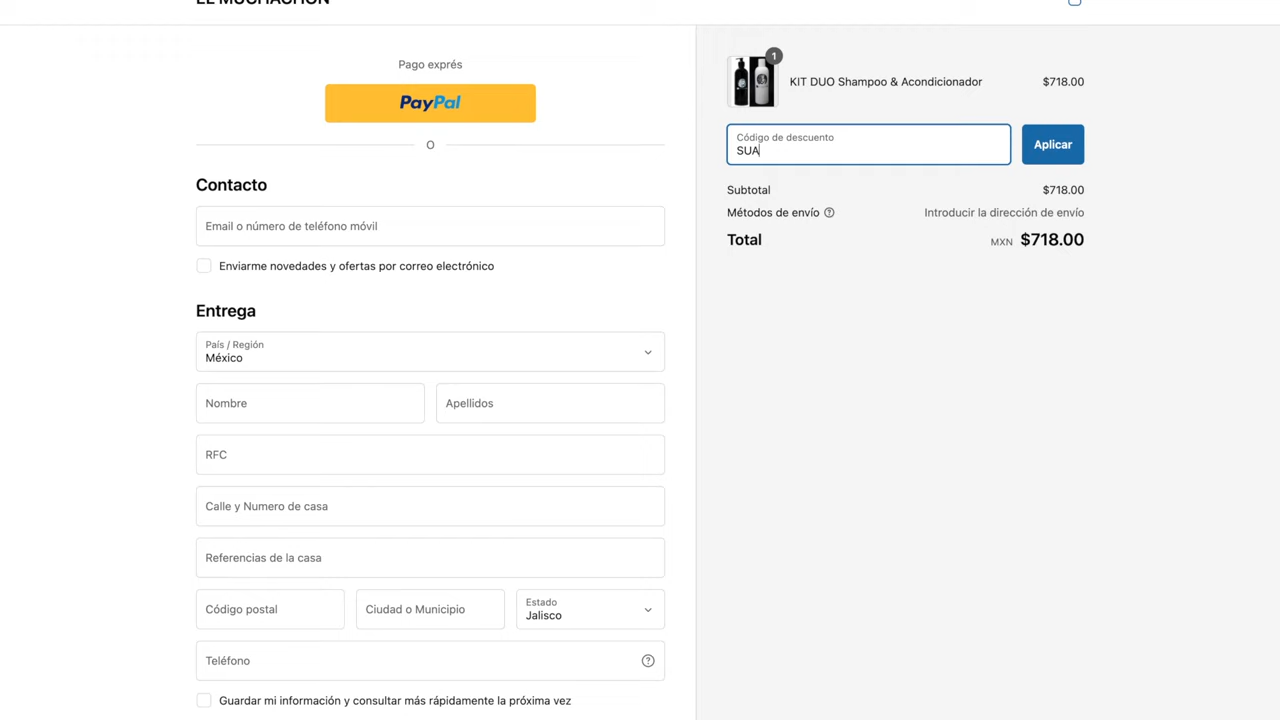 EL MUCHACHÓN
Pago exprés
PayPal
O
Contacto
Email o número de teléfono móvil
Enviarme novedades y ofertas por correo electrónico
Entrega
País / Región
México
Nombre
Apellidos
RFC
Calle y Numero de casa
Referencias de la casa
Código postal
Ciudad o Municipio
Estado
Jalisco
Teléfono
Guardar mi información y consultar más rápidamente la próxima vez
1
KIT DUO Shampoo & Acondicionador
$718.00
Código de descuento
SUA
Aplicar
Subtotal
$718.00
Métodos de envío
Introducir la dirección de envío
Total
MXN $718.00